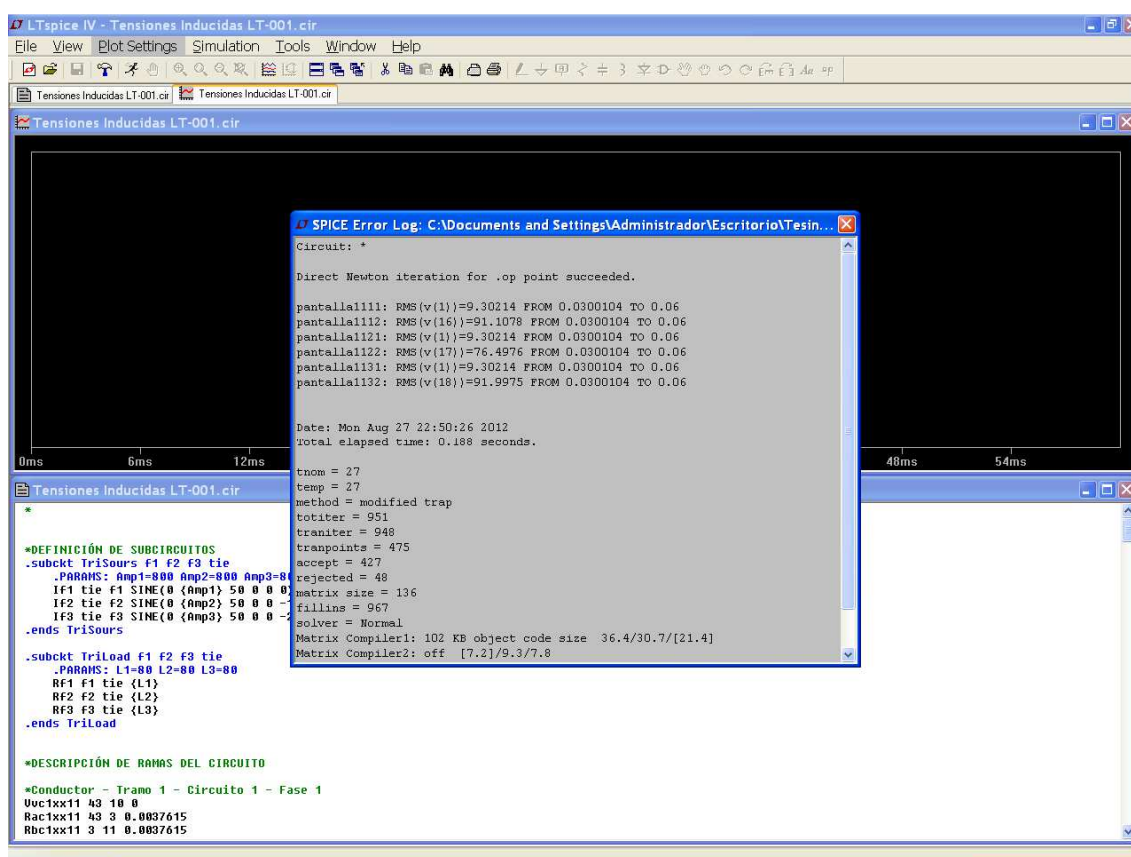 LTspice IV - Tensiones Inducidas LT-001.cir
File View Plot Settings Simulation Tools Window Help
Tensiones Inducidas LT-001.cir Tensiones Inducidas LT-001.cir
Tensiones Inducidas LT-001.cir
SPICE Error Log: C:\Documents and Settings\Administrador\Escritorio\Tesin...
Circuit: *
Direct Newton iteration for .op point succeeded.
pantalla1111: RMS(v(1))=9.30214 FROM 0.0300104 TO 0.06
pantalla1112: RMS(v(16))=91.1078 FROM 0.0300104 TO 0.06
pantalla1121: RMS(v(1))=9.30214 FROM 0.0300104 TO 0.06
pantalla1122: RMS(v(17))=76.4976 FROM 0.0300104 TO 0.06
pantalla1131: RMS(v(1))=9.30214 FROM 0.0300104 TO 0.06
pantalla1132: RMS(v(18))=91.9975 FROM 0.0300104 TO 0.06
Date: Mon Aug 27 22:50:26 2012
Total elapsed time: 0.188 seconds.
tnom = 27
temp = 27
method = modified trap
totiter = 951
traniter = 948
tranpoints = 475
accept = 427
rejected = 48
matrix size = 136
fillins = 967
solver = Normal
Matrix Compiler1: 102 KB object code size 36.4/30.7/[21.4]
Matrix Compiler2: off [7.2]/9.3/7.8
0ms 6ms 12ms 48ms 54ms
Tensiones Inducidas LT-001.cir
*
*DEFINICIÓN DE SUBCIRCUITOS
.subckt TriSours f1 f2 f3 tie
.PARAMS: Amp1=800 Amp2=800 Amp3=8
If1 tie f1 SINE(0 {Amp1} 50 0 0 0)
If2 tie f2 SINE(0 {Amp2} 50 0 0 -
If3 tie f3 SINE(0 {Amp3} 50 0 0 -2
.ends TriSours
.subckt TriLoad f1 f2 f3 tie
.PARAMS: L1=80 L2=80 L3=80
Rf1 f1 tie {L1}
Rf2 f2 tie {L2}
Rf3 f3 tie {L3}
.ends TriLoad
*DESCRIPCIÓN DE RAMAS DEL CIRCUITO
*Conductor - Tramo 1 - Circuito 1 - Fase 1
Vvc1xx11 43 10 0
Rac1xx11 43 3 0.0037615
Rbc1xx11 3 11 0.0037615